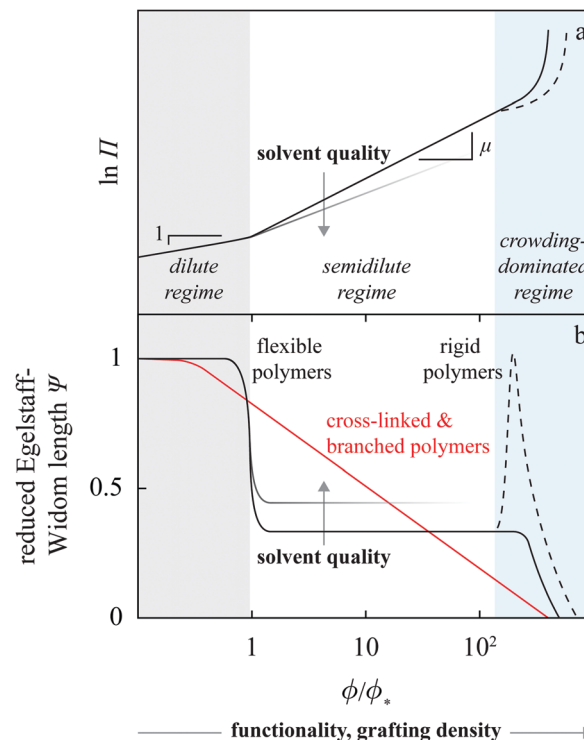 a
ln Π
solvent quality
μ
1
dilute
regime
semidilute
regime
crowding-
dominated
regime
b
reduced Egelstaff-
Widom length Ψ
1
0.5
0
flexible
polymers
rigid
polymers
cross-linked &
branched polymers
solvent quality
1
10
10²
ϕ/ϕ*
functionality, grafting density